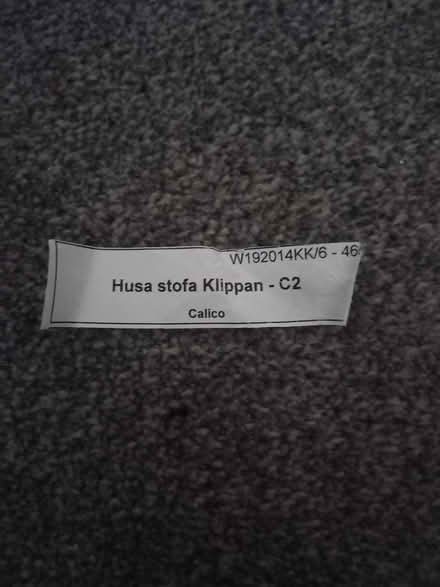 W192014KK/6 - 46
Husa stofa Klippan - C2
Calico